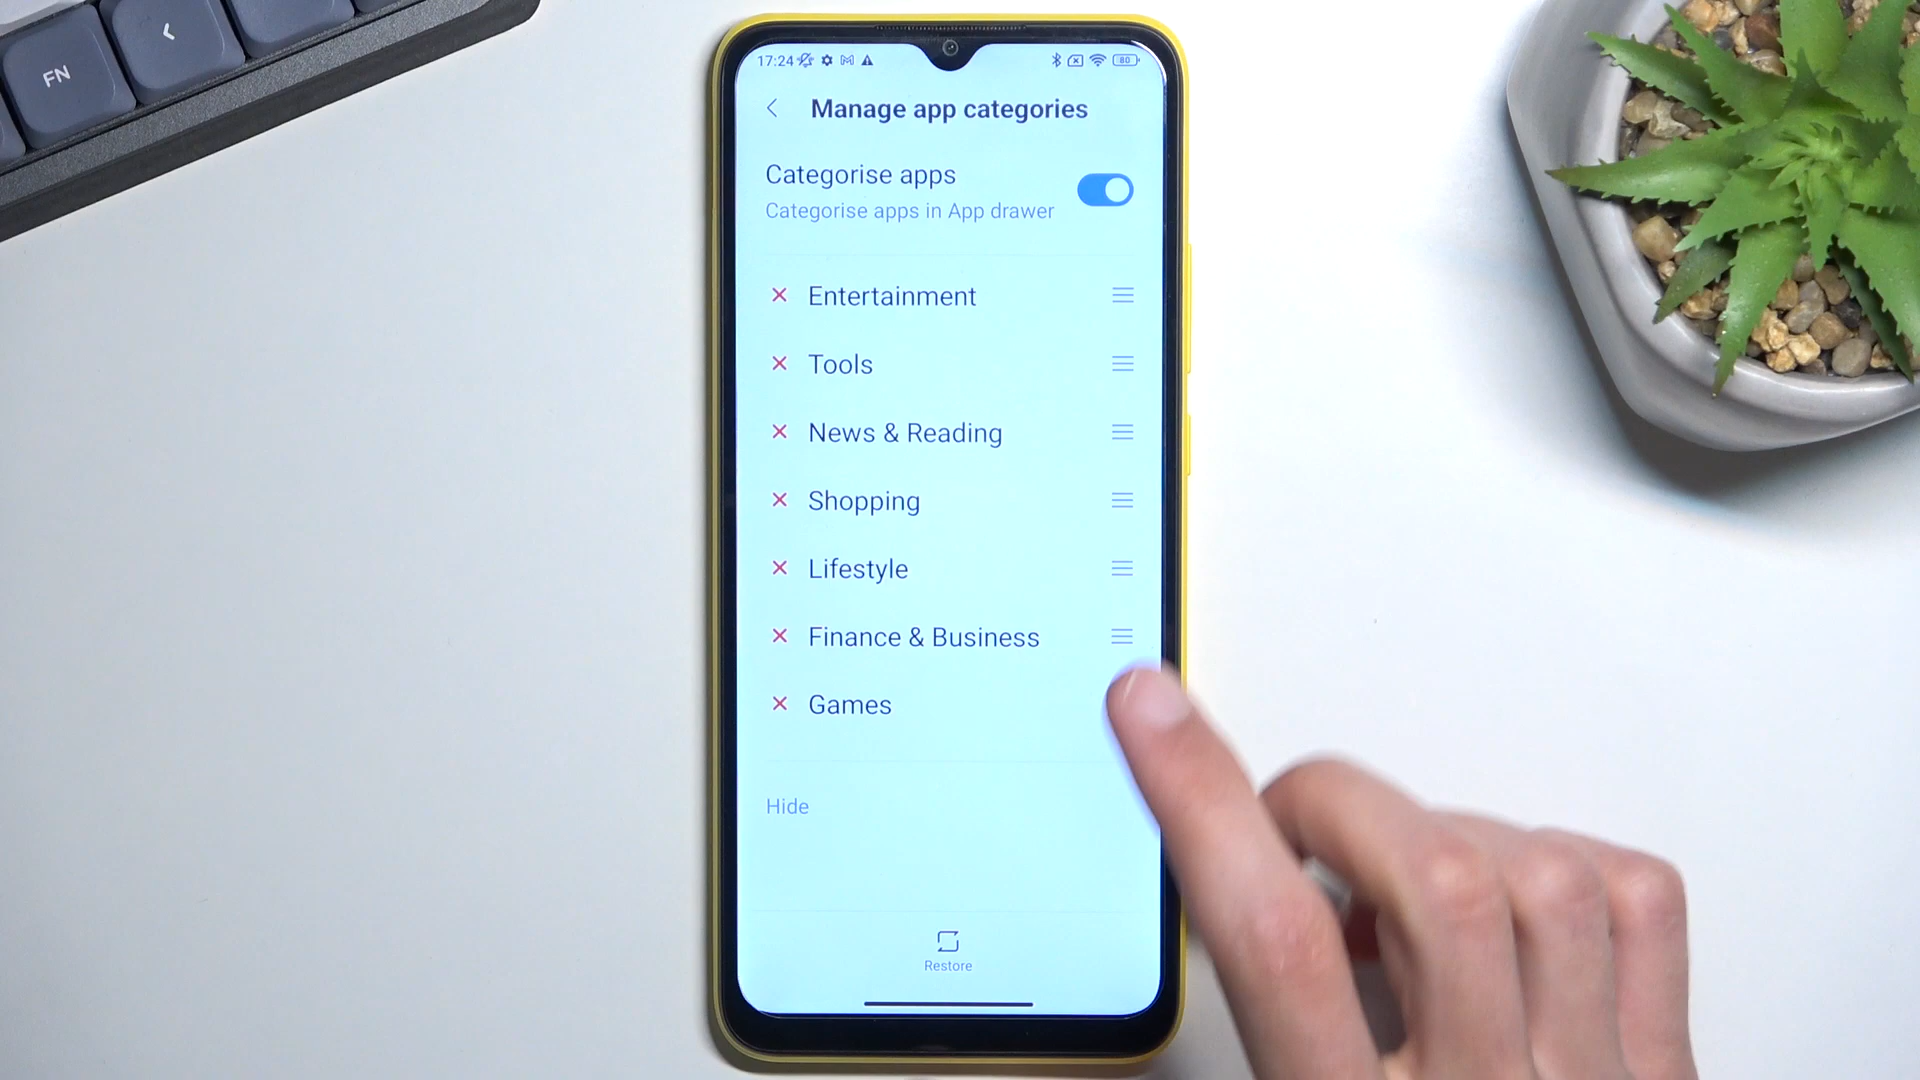 FN
17:24
80
Manage app categories
Categorise apps
Categorise apps in App drawer
Entertainment
Tools
News & Reading
Shopping
Lifestyle
Finance & Business
Games
Hide
Restore